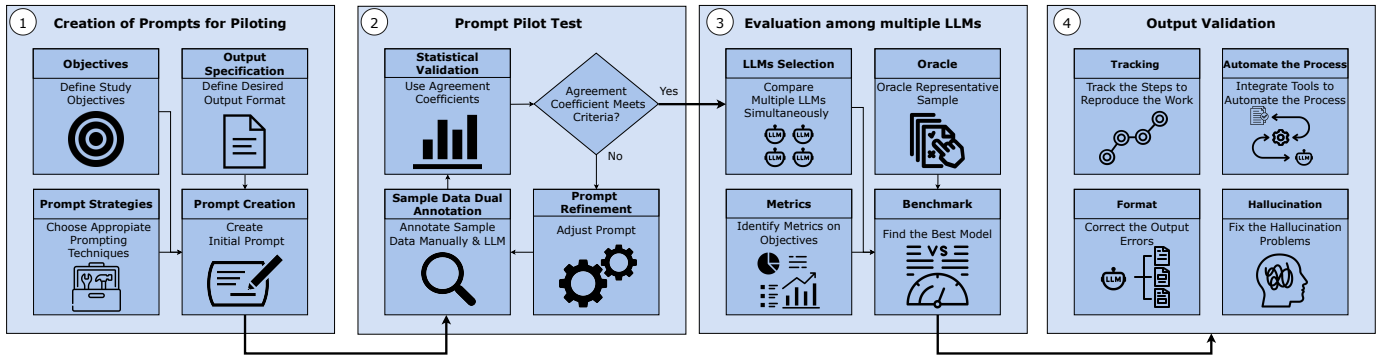 1
Creation of Prompts for Piloting
Objectives
Define Study
Objectives
Output
Specification
Define Desired
Output Format
Prompt Strategies
Choose Appropiate
Prompting
Techniques
Prompt Creation
Create
Initial Prompt
2
Prompt Pilot Test
Statistical
Validation
Use Agreement
Coefficients
Agreement
Coefficient Meets
Criteria?
Yes
No
Sample Data Dual
Annotation
Annotate Sample
Data Manually & LLM
Prompt
Refinement
Adjust Prompt
3
Evaluation among multiple LLMs
LLMs Selection
Compare
Multiple LLMs
Simultaneously
LLM
LLM
LLM
LLM
Oracle
Oracle Representative
Sample
Metrics
Identify Metrics on
Objectives
Benchmark
Find the Best Model
VS
4
Output Validation
Tracking
Track the Steps to
Reproduce the Work
Automate the Process
Integrate Tools to
Automate the Process
LLM
Format
Correct the Output
Errors
LLM
Hallucination
Fix the Hallucination
Problems